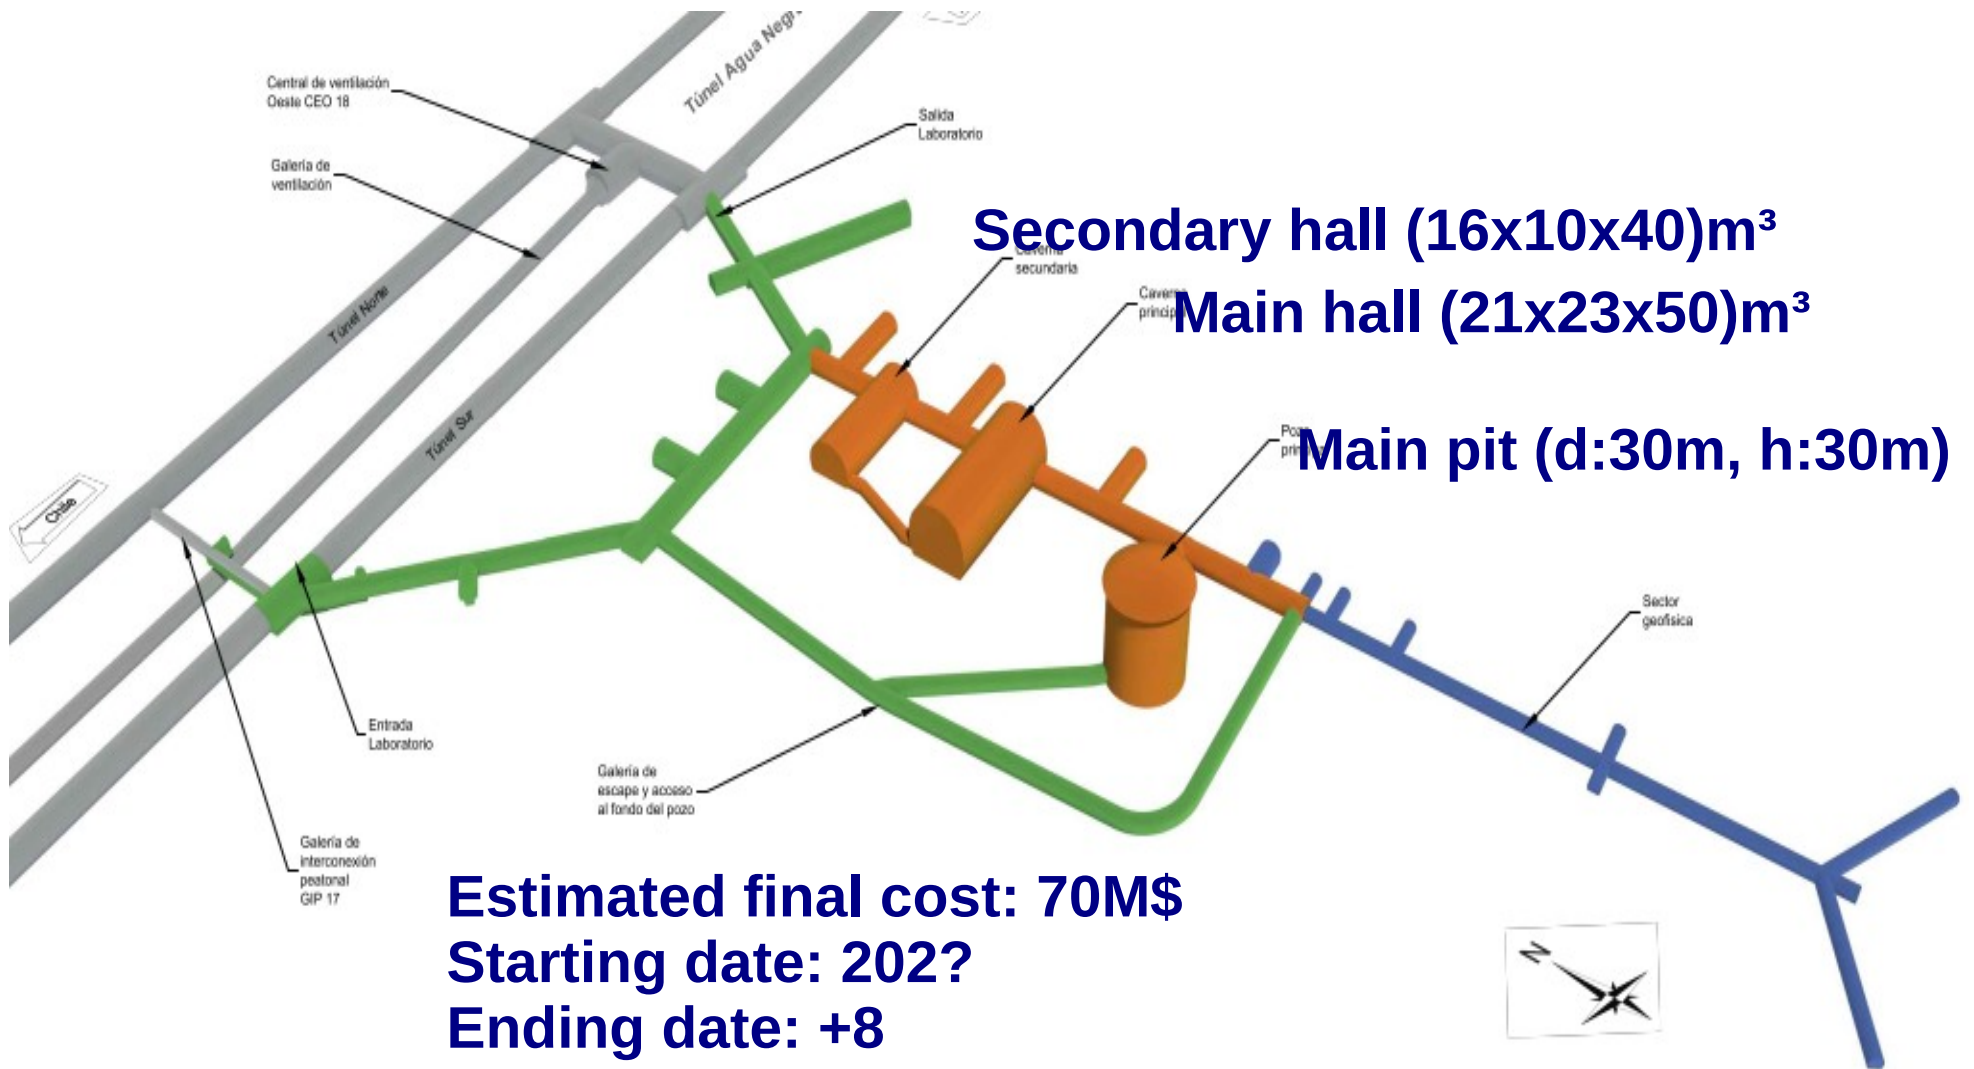 Túnel Agua Negra
Central de ventilación
Oeste CEO 18
Galería de
ventilación
Salida
Laboratorio
Secondary hall (16x10x40)m³
secundaria
Main hall (21x23x50)m³
Túnel Norte
Túnel Sur
Main pit (d:30m, h:30m)
Chile
Sector
geofísica
Entrada
Laboratorio
Galería de
escape y acceso
al fondo del pozo
Galería de
interconexión
peatonal
GIP 17
Estimated final cost: 70M$
Starting date: 202?
Ending date: +8
N